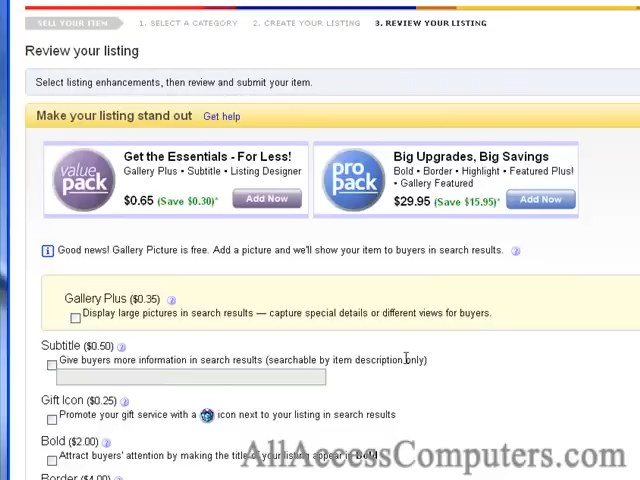 SELL YOUR ITEM 1. SELECT A CATEGORY 2. CREATE YOUR LISTING 3. REVIEW YOUR LISTING
Review your listing
Select listing enhancements, then review and submit your item.
Make your listing stand out Get help
value pack
Get the Essentials - For Less!
Gallery Plus • Subtitle • Listing Designer
$0.65 (Save $0.30)* Add Now
pro pack
Big Upgrades, Big Savings
Bold • Border • Highlight • Featured Plus!
• Gallery Featured
$29.95 (Save $15.95)* Add Now
i Good news! Gallery Picture is free. Add a picture and we'll show your item to buyers in search results. ?
Gallery Plus ($0.35) ?
Display large pictures in search results — capture special details or different views for buyers.
Subtitle ($0.50) ?
Give buyers more information in search results (searchable by item description only)
Gift Icon ($0.25) ?
Promote your gift service with a icon next to your listing in search results
Bold ($2.00) ?
Attract buyers' attention by making the title of your listing appear in Bold
AllAccessComputers.com
Border ($4.00) ?